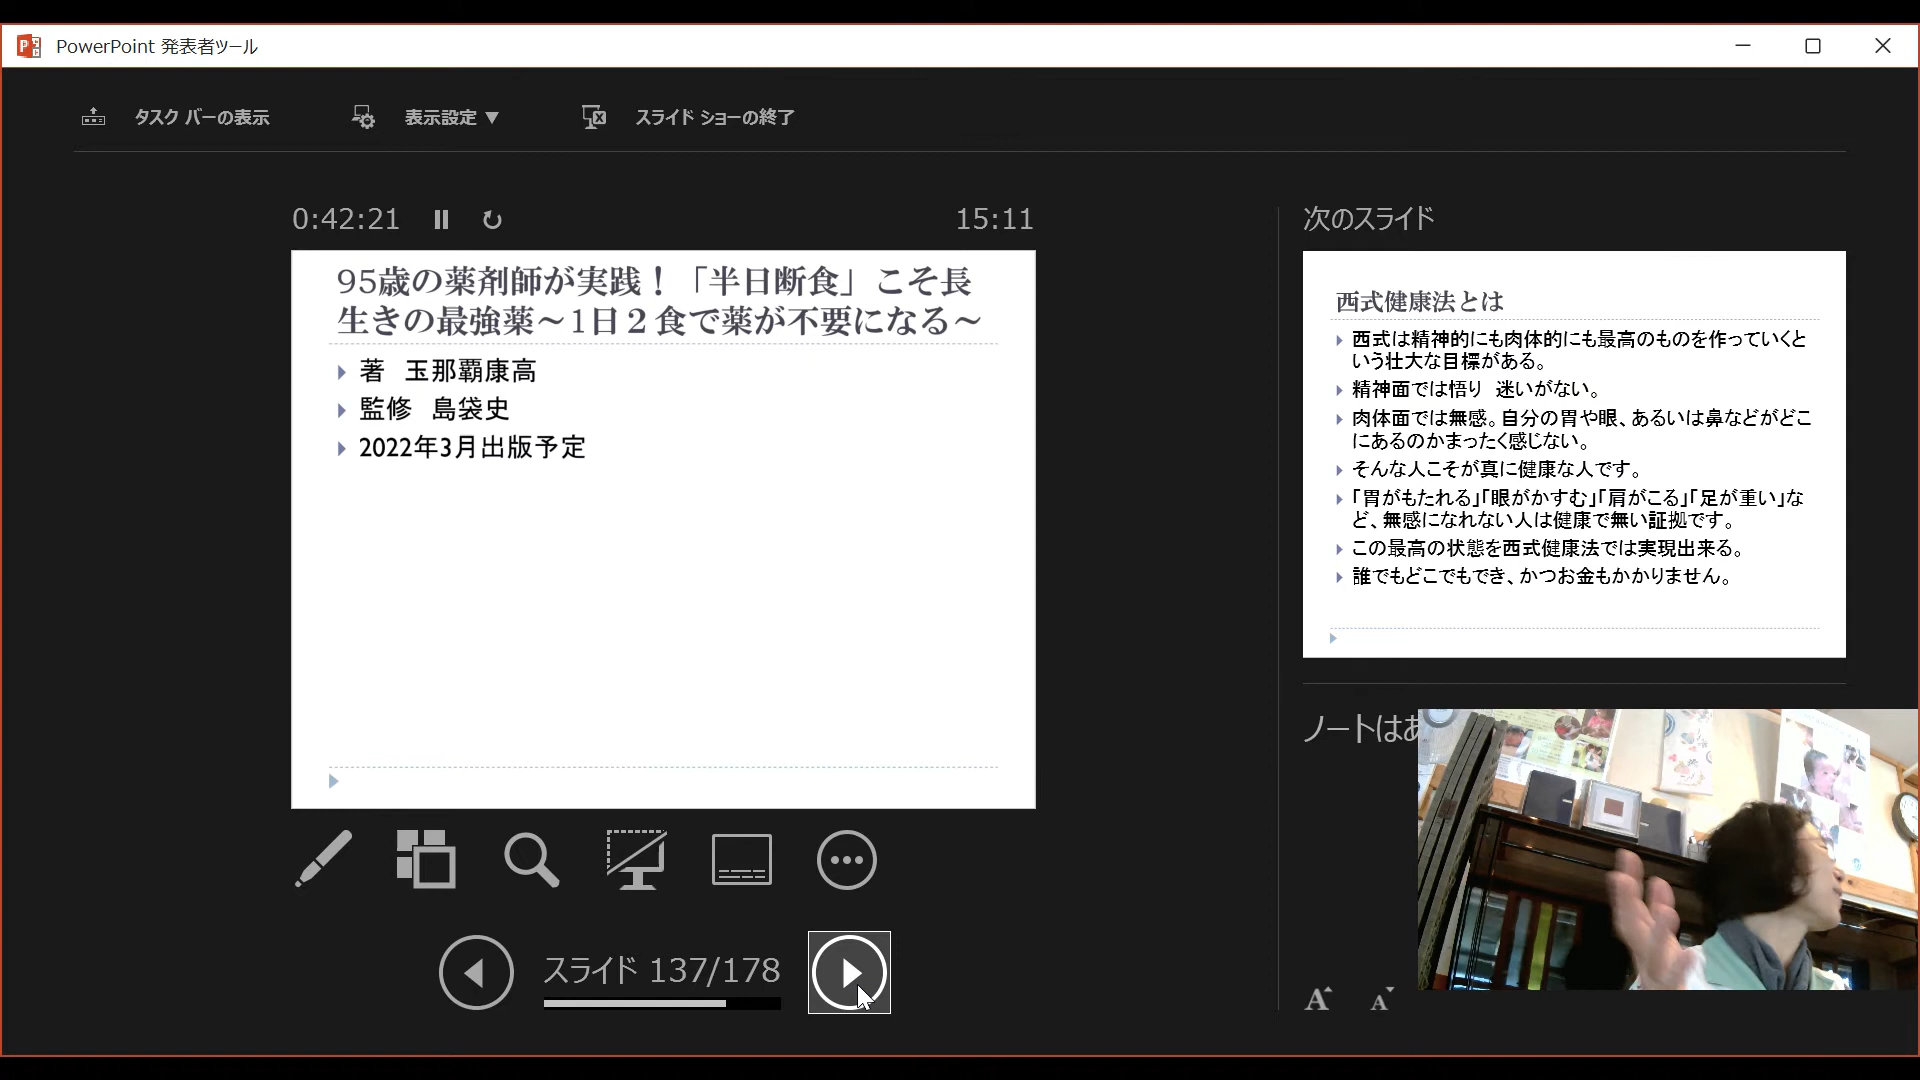 PowerPoint 発表者ツール
タスク バーの表示
表示設定 ▼
スライド ショーの終了
0:42:21
15:11
95歳の薬剤師が実践！「半日断食」こそ長
生きの最強薬～1日２食で薬が不要になる～
著　玉那覇康高
監修　島袋史
2022年3月出版予定
スライド 137/178
次のスライド
西式健康法とは
西式は精神的にも肉体的にも最高のものを作っていくと
いう壮大な目標がある。
精神面では悟り　迷いがない。
肉体面では無感。自分の胃や眼、あるいは鼻などがどこ
にあるのかまったく感じない。
そんな人こそが真に健康な人です。
「胃がもたれる」「眼がかすむ」「肩がこる」「足が重い」な
ど、無感になれない人は健康で無い証拠です。
この最高の状態を西式健康法では実現出来る。
誰でもどこでもでき、かつお金もかかりません。
ノートはあ
A A